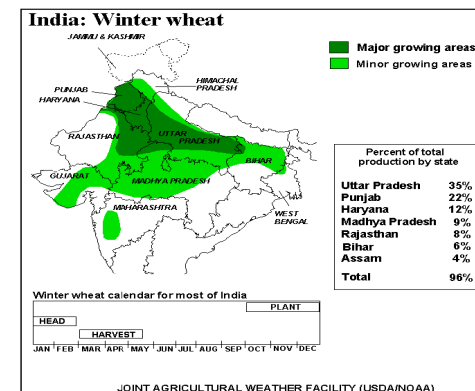 India: Winter wheat
JAMMU & KASHMIR
Major growing areas
Minor growing areas
HIMACHAL
PRADESH
PUNJAB
HARYANA
RAJASTHAN
UTTAR
PRADESH
BIHAR
GUJARAT
MADHYA PRADESH
MAHARASHTRA
WEST
BENGAL
Percent of total
production by state
Uttar Pradesh 35%
Punjab 22%
Haryana 12%
Madhya Pradesh 9%
Rajasthan 8%
Bihar 6%
Assam 4%
Total 96%
Winter wheat calendar for most of India
PLANT
HEAD
HARVEST
JAN FEB MAR APR MAY JUN JUL AUG SEP OCT NOV DEC
JOINT AGRICULTURAL WEATHER FACILITY (USDA/NOAA)